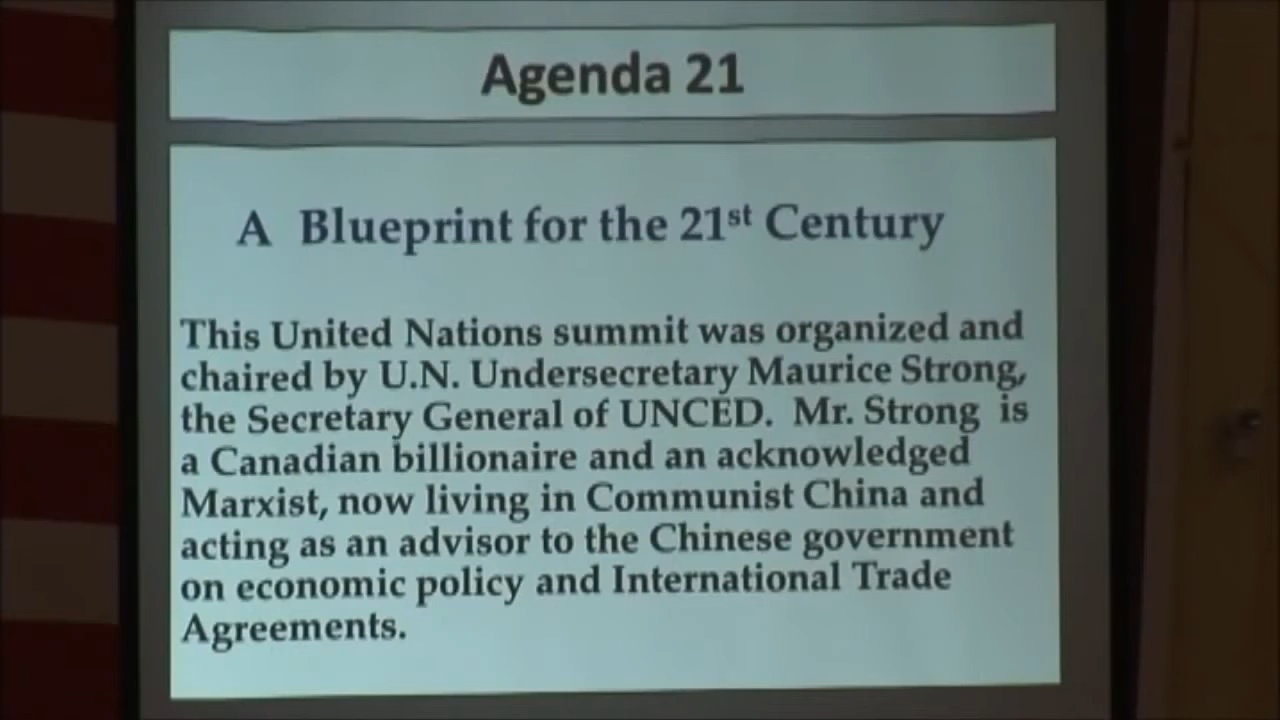 Agenda 21
A Blueprint for the 21st Century
This United Nations summit was organized and
chaired by U.N. Undersecretary Maurice Strong,
the Secretary General of UNCED. Mr. Strong is
a Canadian billionaire and an acknowledged
Marxist, now living in Communist China and
acting as an advisor to the Chinese government
on economic policy and International Trade
Agreements.